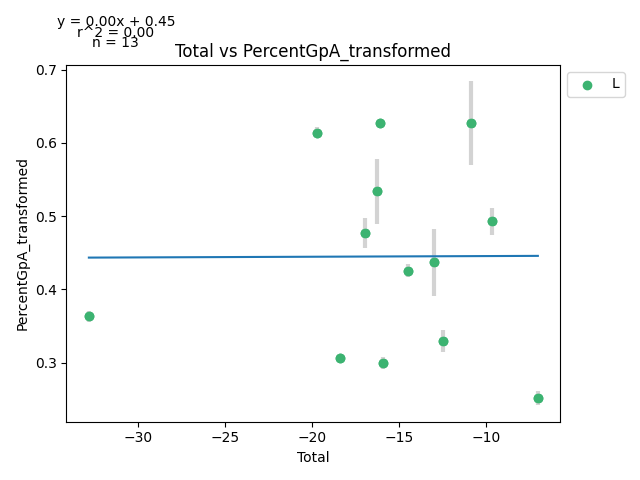 y = 0.00x + 0.45
r^2 = 0.00
n = 13
Total vs PercentGpA_transformed
L
PercentGpA_transformed
0.7
0.6
0.5
0.4
0.3
−30
−25
−20
−15
−10
Total